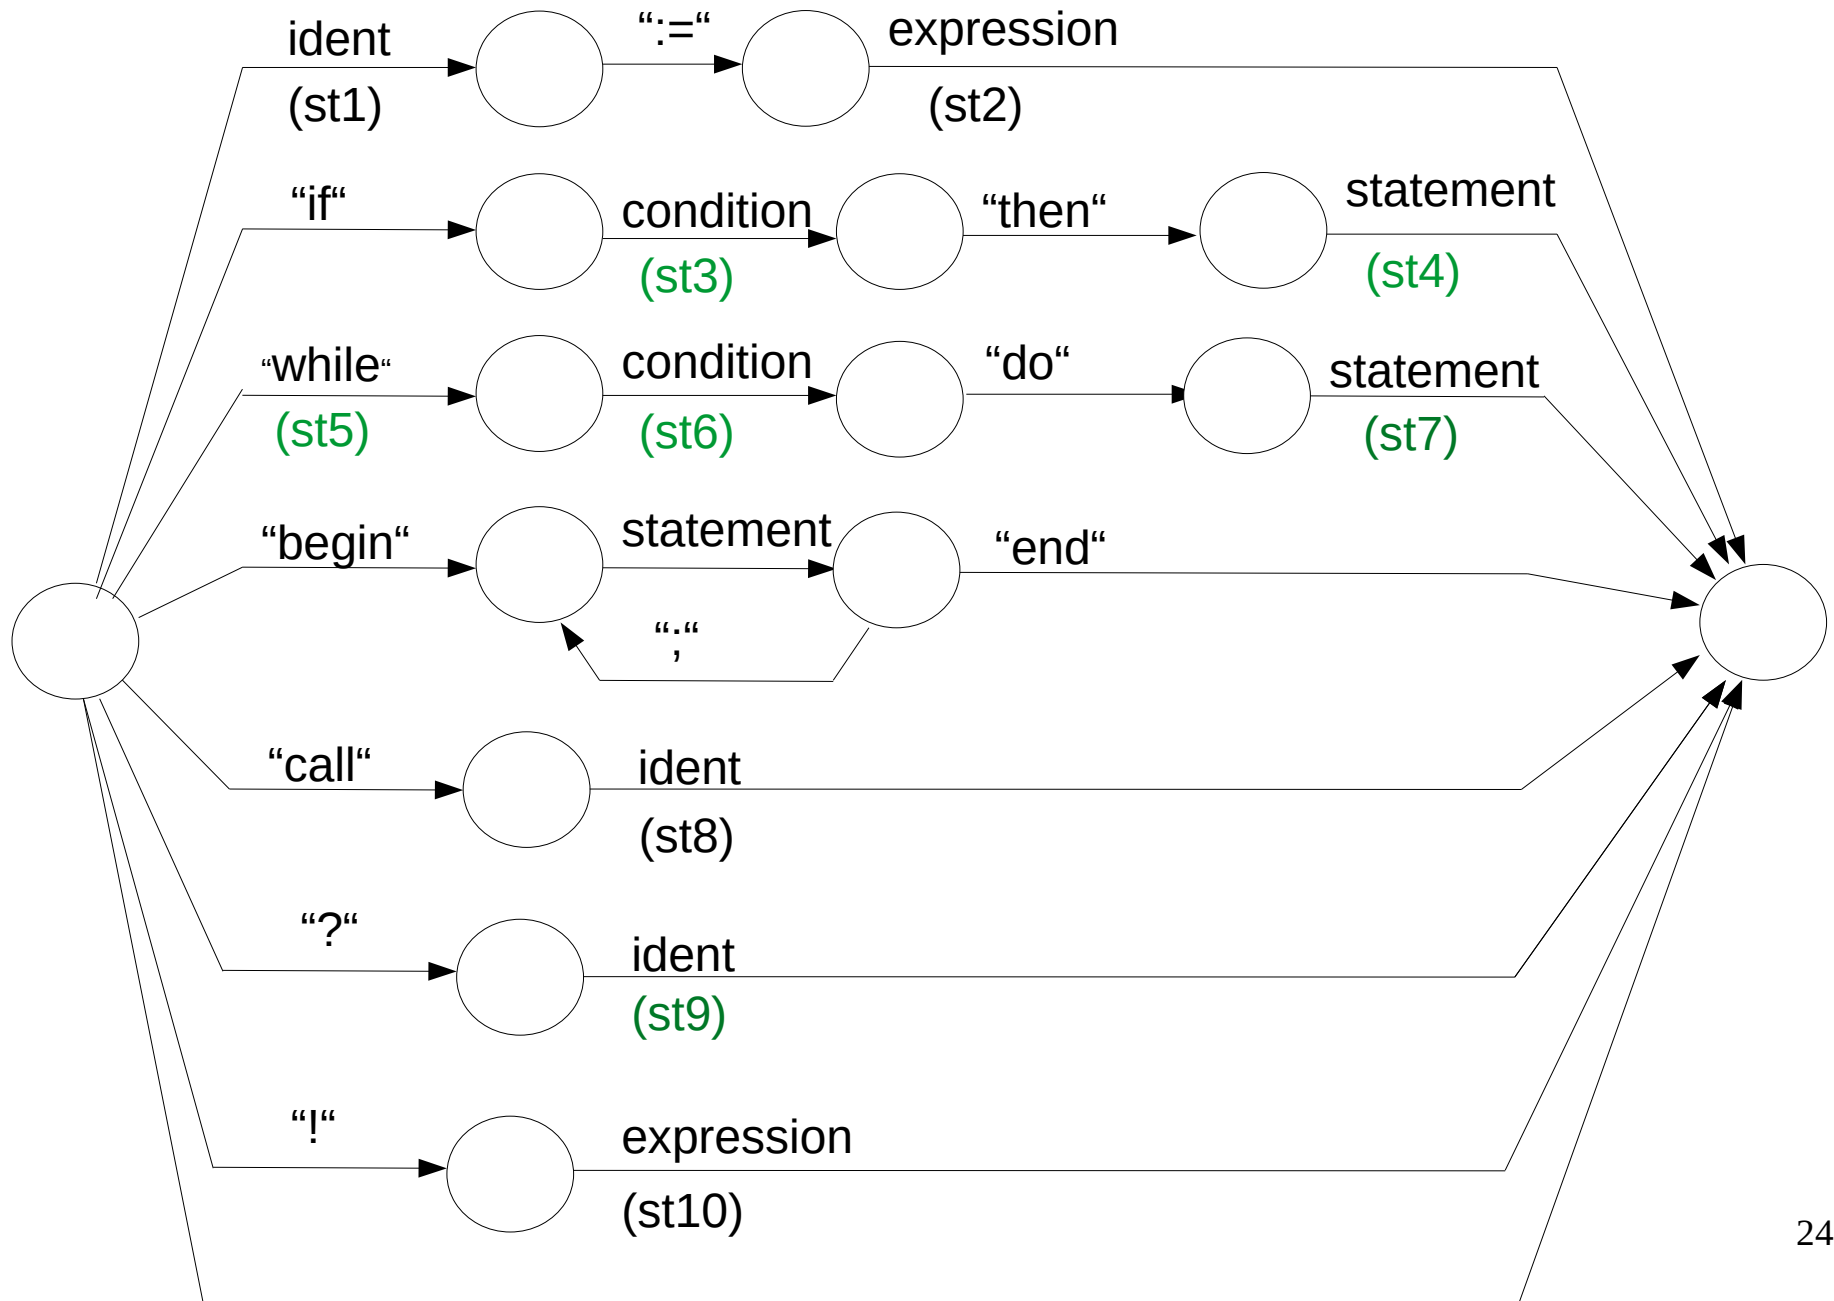 ident “:=“ expression
(st1) (st2)
“if“ condition “then“ statement
(st3) (st4)
“while“ condition “do“ statement
(st5) (st6) (st7)
“begin“ statement “end“
“;“
“call“ ident
(st8)
“?“ ident
(st9)
“!“ expression
(st10)
24